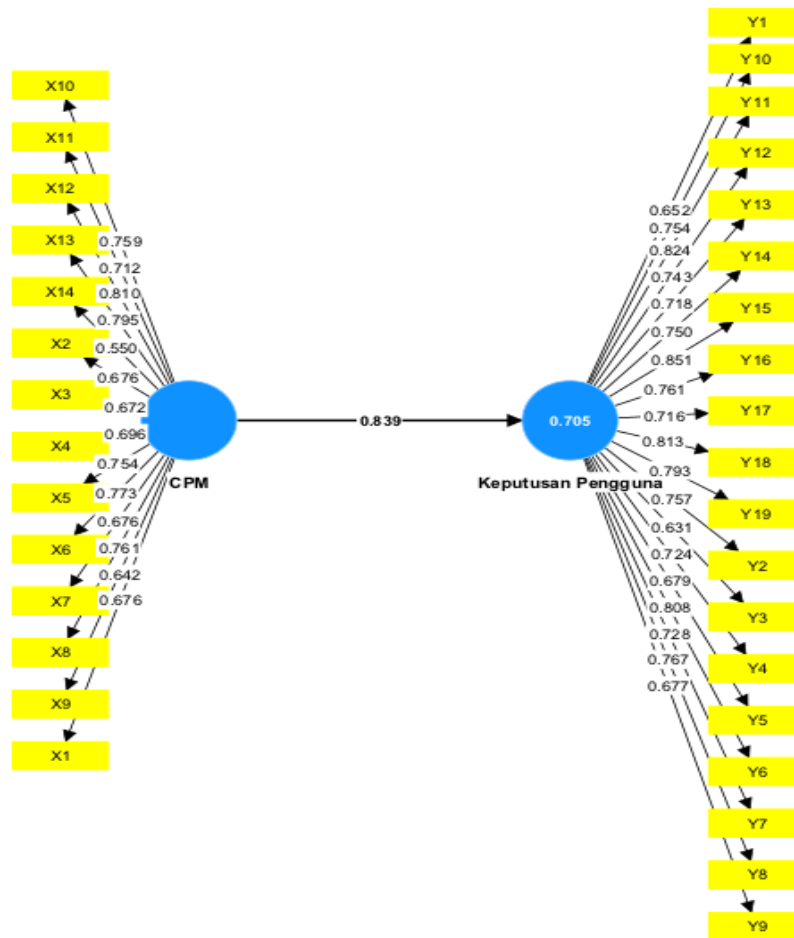 X10
X11
X12
X13
X14
X2
X3
X4
X5
X6
X7
X8
X9
X1
0.759
0.712
0.810
0.795
0.550
0.676
0.672
0.696
0.754
0.773
0.676
0.761
0.642
0.676
CPM
0.839
0.705
Keputusan Pengguna
0.652
0.754
0.824
0.743
0.718
0.750
0.851
0.761
0.716
0.813
0.793
0.757
0.631
0.724
0.679
0.808
0.728
0.767
0.677
Y1
Y10
Y11
Y12
Y13
Y14
Y15
Y16
Y17
Y18
Y19
Y2
Y3
Y4
Y5
Y6
Y7
Y8
Y9